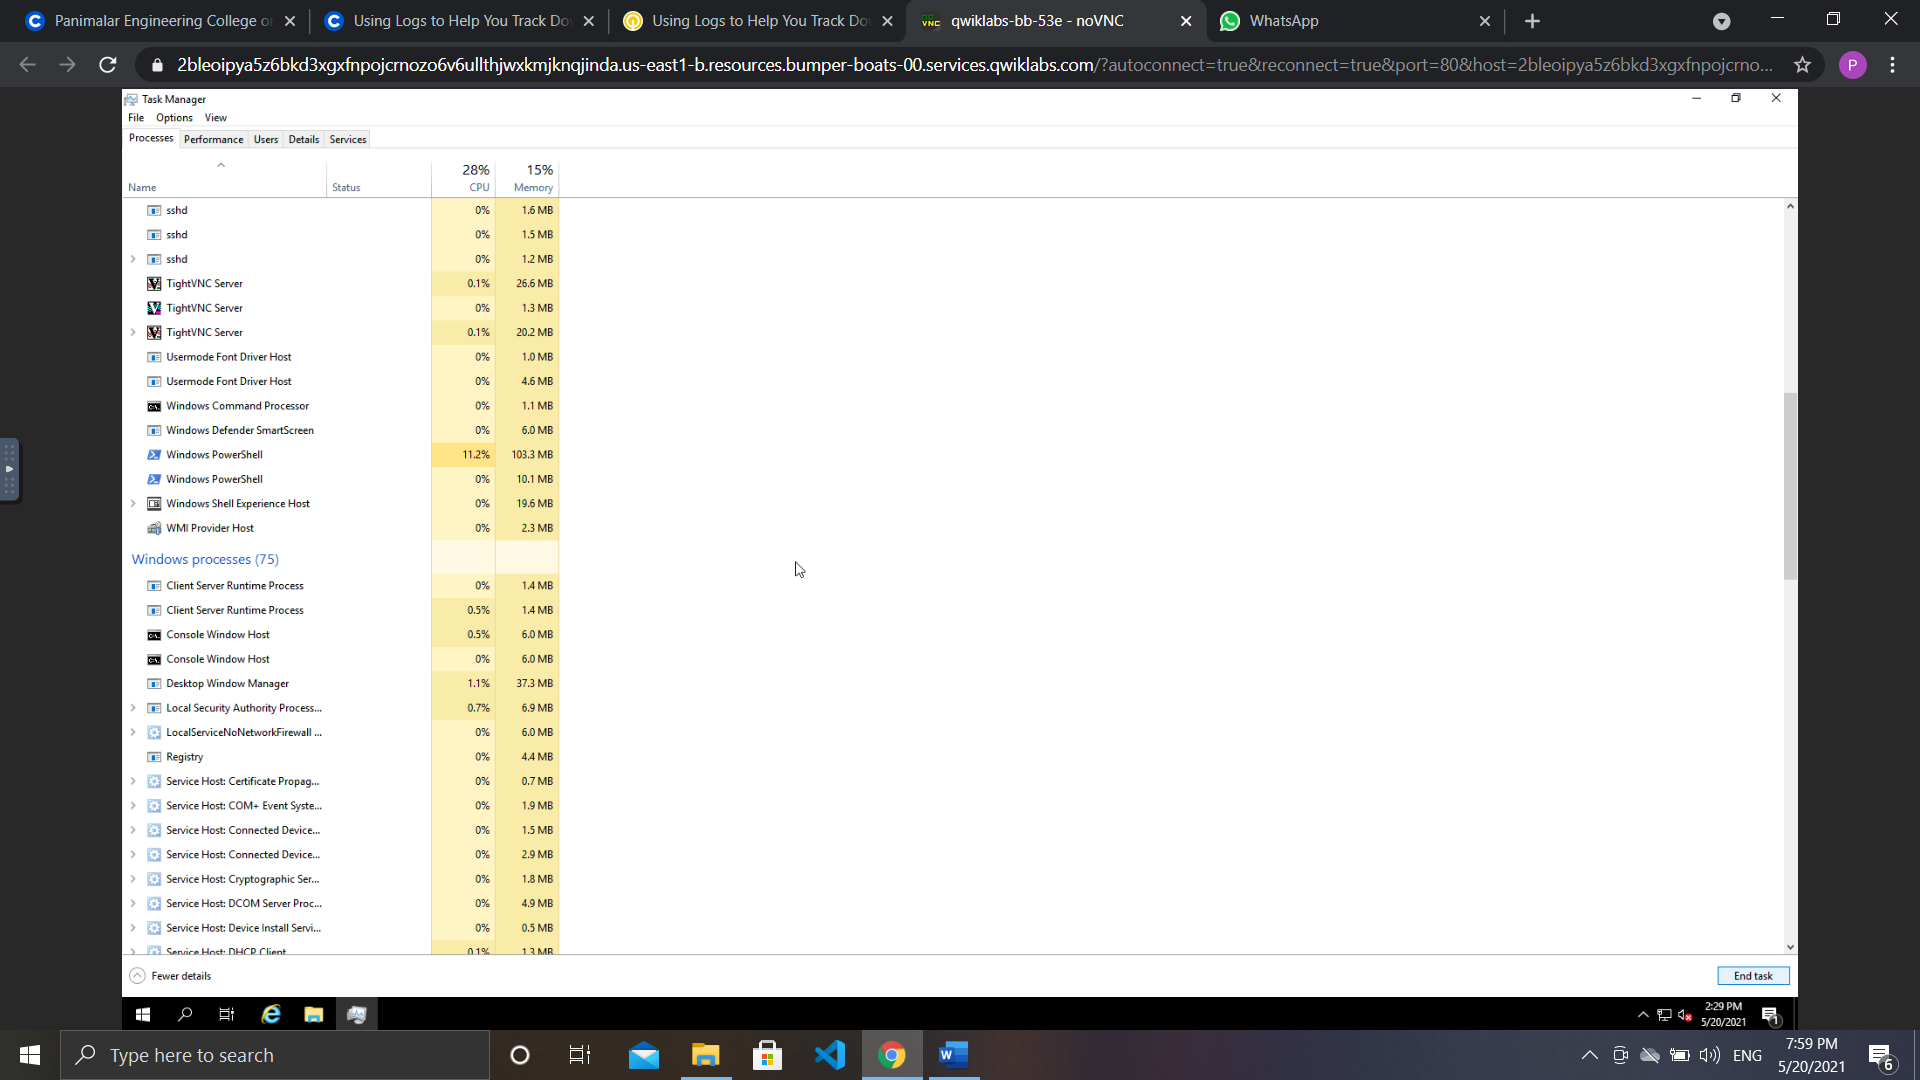 Panimalar Engineering College or
Using Logs to Help You Track Do
Using Logs to Help You Track Do
VNC
qwiklabs-bb-53e - noVNC
WhatsApp
2bleoipya5z6bkd3xgxfnpojcrnozo6v6ullthjwxkmjknqjinda.us-east1-b.resources.bumper-boats-00.services.qwiklabs.com/?autoconnect=true&reconnect=true&port=80&host=2bleoipya5z6bkd3xgxfnpojcrno...
P
Task Manager
File Options View
Processes Performance Users Details Services
28% 15%
Name Status CPU Memory
sshd 0% 1.6 MB
sshd 0% 1.5 MB
sshd 0% 1.2 MB
TightVNC Server 0.1% 26.6 MB
TightVNC Server 0% 1.3 MB
TightVNC Server 0.1% 20.2 MB
Usermode Font Driver Host 0% 1.0 MB
Usermode Font Driver Host 0% 4.6 MB
Windows Command Processor 0% 1.1 MB
Windows Defender SmartScreen 0% 6.0 MB
Windows PowerShell 11.2% 103.3 MB
Windows PowerShell 0% 10.1 MB
Windows Shell Experience Host 0% 19.6 MB
WMI Provider Host 0% 2.3 MB
Windows processes (75)
Client Server Runtime Process 0% 1.4 MB
Client Server Runtime Process 0.5% 1.4 MB
Console Window Host 0.5% 6.0 MB
Console Window Host 0% 6.0 MB
Desktop Window Manager 1.1% 37.3 MB
Local Security Authority Process... 0.7% 6.9 MB
LocalServiceNoNetworkFirewall ... 0% 6.0 MB
Registry 0% 4.4 MB
Service Host: Certificate Propag... 0% 0.7 MB
Service Host: COM+ Event Syste... 0% 1.9 MB
Service Host: Connected Device... 0% 1.5 MB
Service Host: Connected Device... 0% 2.9 MB
Service Host: Cryptographic Ser... 0% 1.8 MB
Service Host: DCOM Server Proc... 0% 4.9 MB
Service Host: Device Install Servi... 0% 0.5 MB
Service Host: DHCP Client 0.1% 1.3 MB
Fewer details
End task
2:29 PM
5/20/2021
1
Type here to search
ENG
7:59 PM
5/20/2021
6